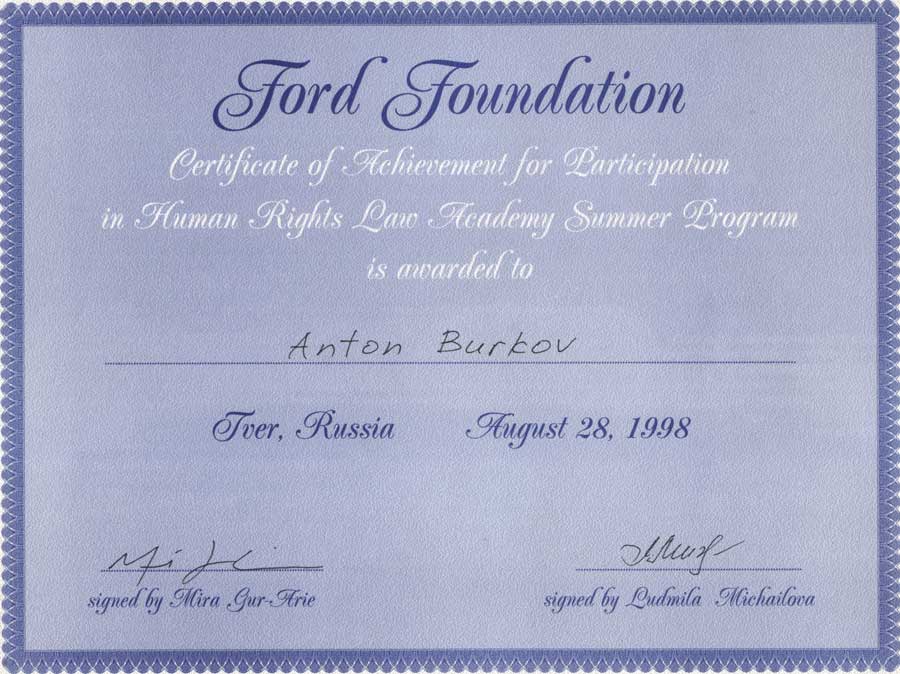 Ford Foundation
Certificate of Achievement for Participation
in Human Rights Law Academy Summer Program
is awarded to
Anton Burkov
Tver, Russia August 28, 1998
signed by Mira Gur-Arie signed by Ludmila Michailova